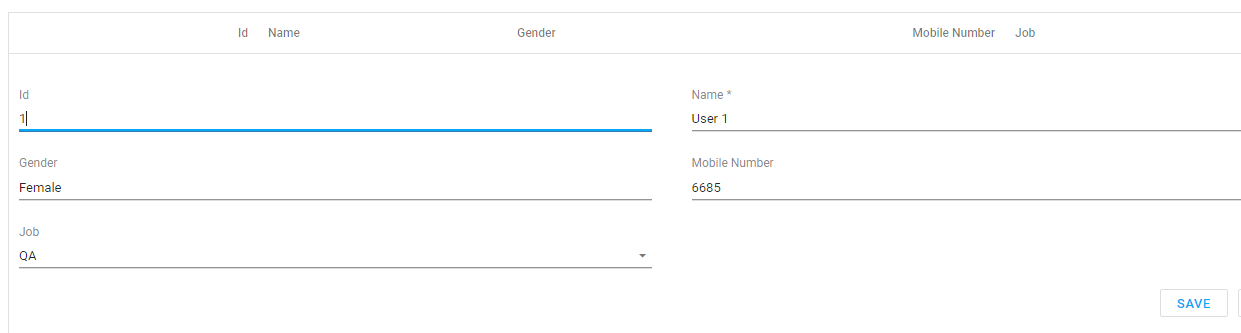 Id Name Gender Mobile Number Job
Id Name *
1 User 1
Gender Mobile Number
Female 6685
Job
QA
SAVE